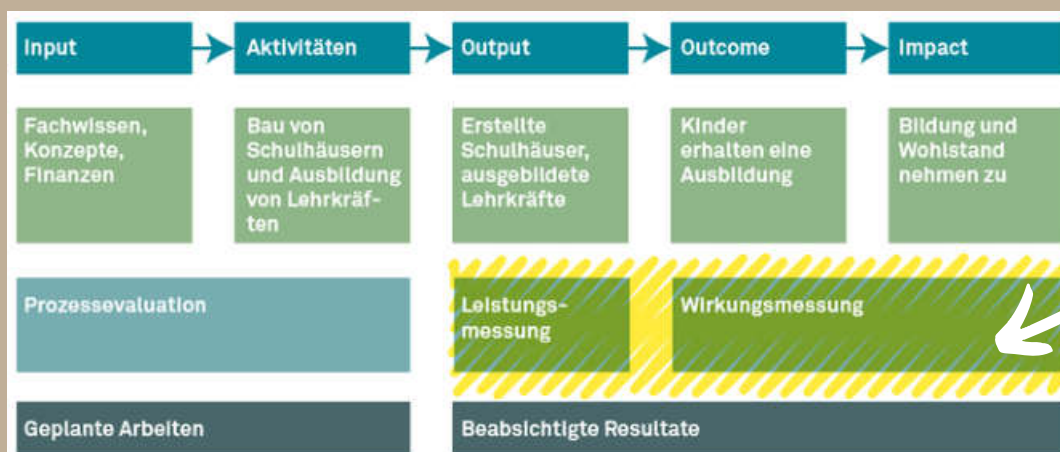 Input
Aktivitäten
Output
Outcome
Impact
Fachwissen,
Konzepte,
Finanzen
Bau von
Schulhäusern
und Ausbildung
von Lehrkräf-
ten
Erstellte
Schulhäuser,
ausgebildete
Lehrkräfte
Kinder
erhalten eine
Ausbildung
Bildung und
Wohlstand
nehmen zu
Prozessevaluation
Leistungs-
messung
Wirkungsmessung
Geplante Arbeiten
Beabsichtigte Resultate